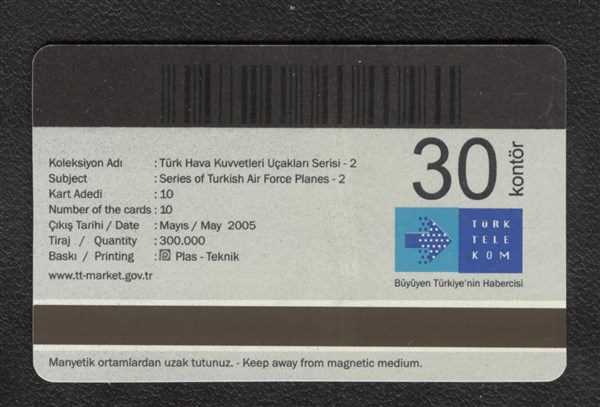 Koleksiyon Adı : Türk Hava Kuvvetleri Uçakları Serisi - 2
Subject : Series of Turkish Air Force Planes - 2
Kart Adedi : 10
Number of the cards : 10
Çıkış Tarihi / Date : Mayıs / May 2005
Tiraj / Quantity : 300.000
Baskı / Printing : Plas - Teknik
www.tt-market.gov.tr
30 kontör
TÜRK
TELE
KOM
Büyüyen Türkiye'nin Habercisi
Manyetik ortamlardan uzak tutunuz. - Keep away from magnetic medium.